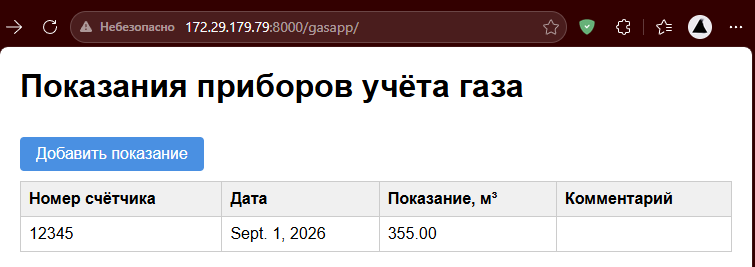 Небезопасно 172.29.179.79:8000/gasapp/
Показания приборов учёта газа
Добавить показание
Номер счётчика Дата Показание, м³ Комментарий
12345 Sept. 1, 2026 355.00